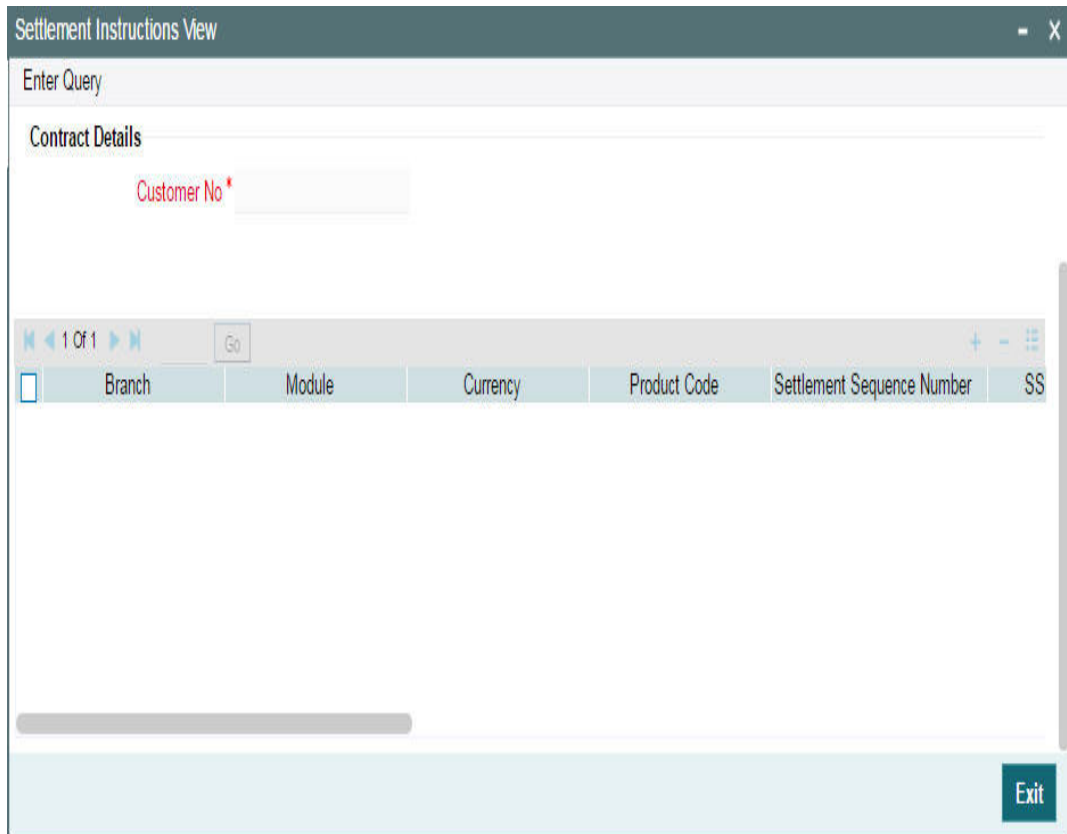 Settlement Instructions View
Enter Query
Contract Details
Customer No *
1 Of 1 Go
Branch Module Currency Product Code Settlement Sequence Number SS
Exit